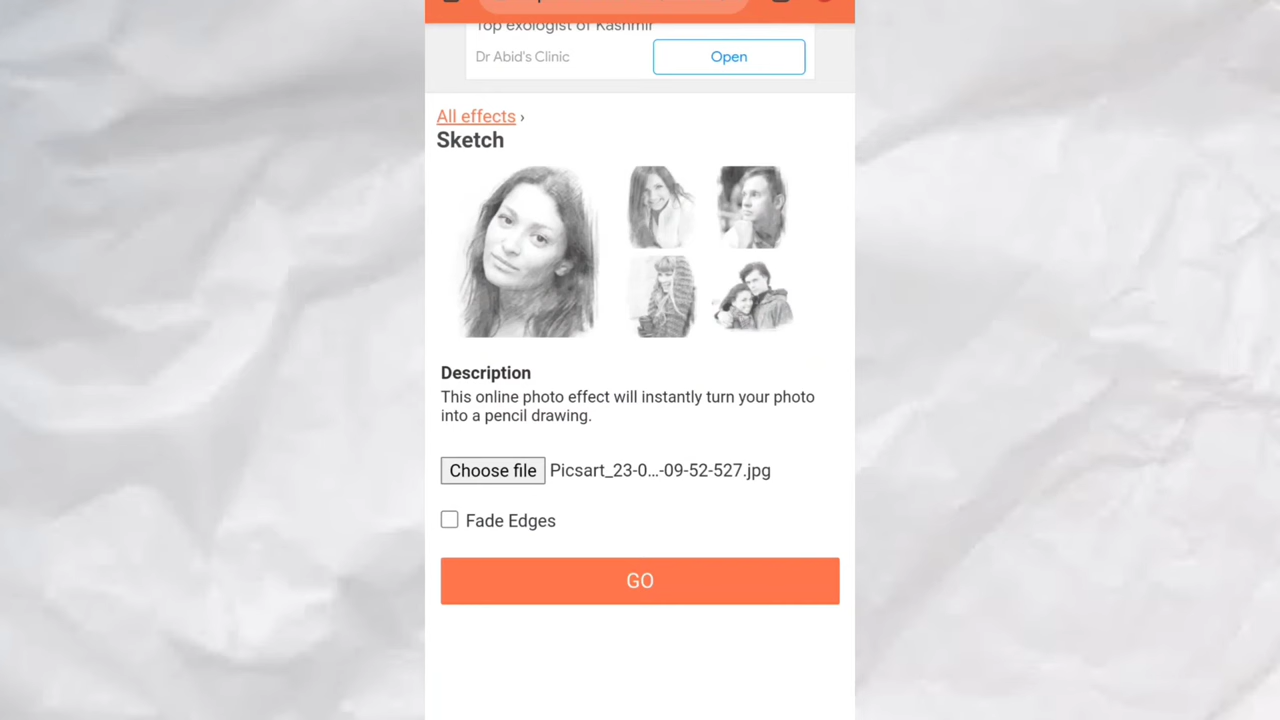 Top exologist of Kashmir
Dr Abid's Clinic
Open
All effects ›
Sketch
Description
This online photo effect will instantly turn your photo
into a pencil drawing.
Choose file Picsart_23-0...-09-52-527.jpg
Fade Edges
GO